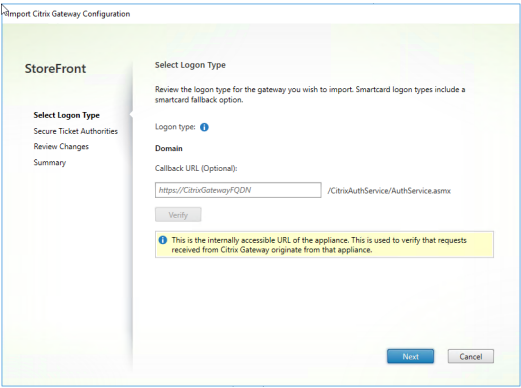 Import Citrix Gateway Configuration
StoreFront
Select Logon Type
Secure Ticket Authorities
Review Changes
Summary
Select Logon Type
Review the logon type for the gateway you wish to import. Smartcard logon types include a
smartcard fallback option.
Logon type:
Domain
Callback URL (Optional):
https://CitrixGatewayFQDN /CitrixAuthService/AuthService.asmx
Verify
This is the internally accessible URL of the appliance. This is used to verify that requests
received from Citrix Gateway originate from that appliance.
Next Cancel